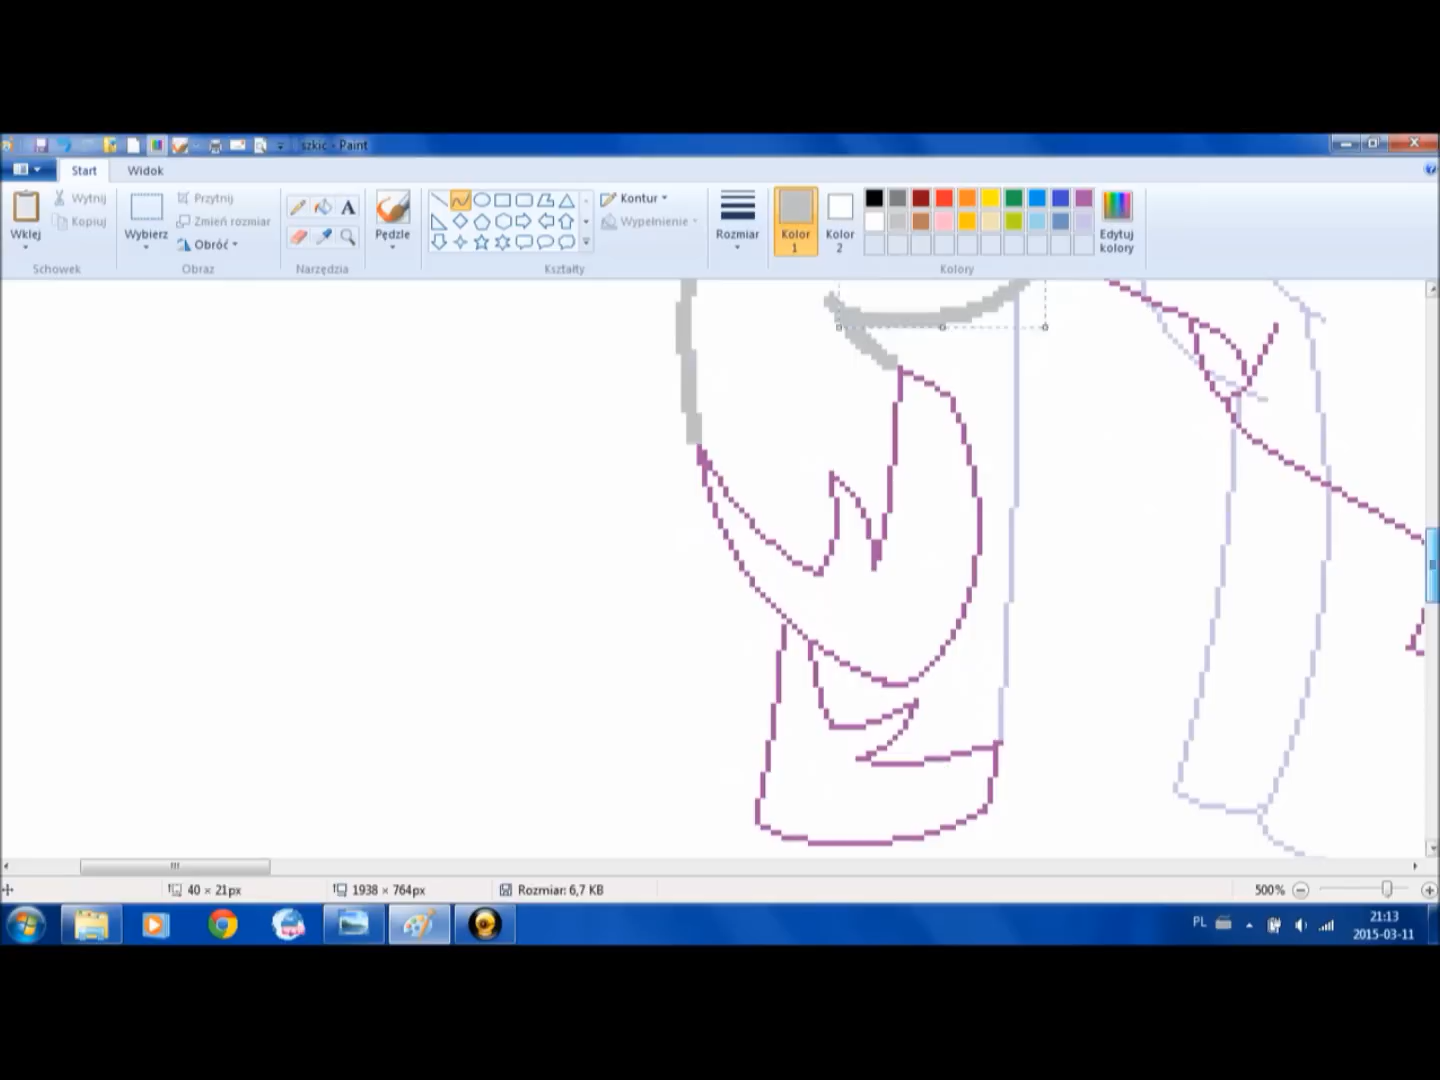 szkic - Paint
Start Widok
Wklej
Wytnij
Kopiuj
Schowek
Wybierz
Przytnij
Zmień rozmiar
Obróć
Obraz
A
Narzędzia
Pędzle
Kontur
Wypełnienie
Kształty
Rozmiar
Kolor 1
Kolor 2
Edytuj kolory
Kolory
40 × 21px
1938 × 764px
Rozmiar: 6,7 KB
500%
PL
21:13
2015-03-11